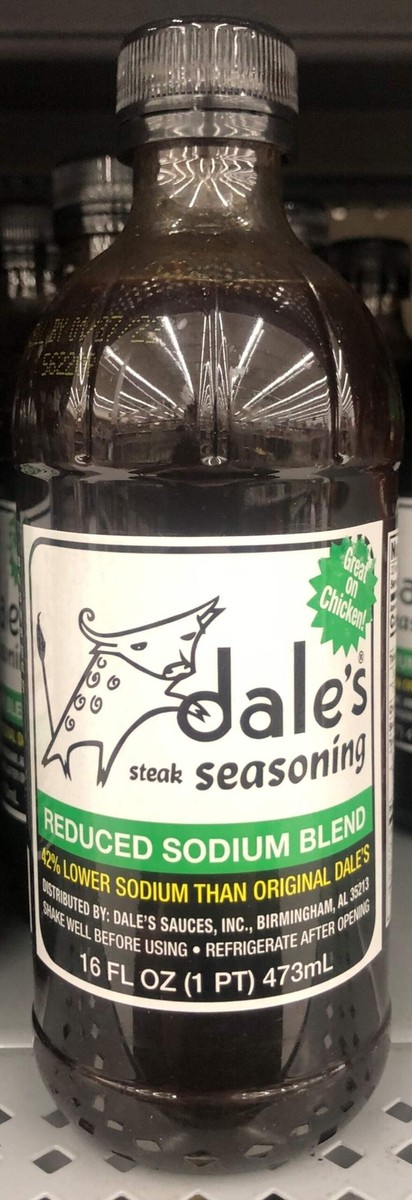 Great
on
Chicken!
dale's®
steak seasoning
REDUCED SODIUM BLEND
42% LOWER SODIUM THAN ORIGINAL DALE'S
DISTRIBUTED BY: DALE'S SAUCES, INC., BIRMINGHAM, AL 35213
SHAKE WELL BEFORE USING • REFRIGERATE AFTER OPENING
16 FL OZ (1 PT) 473mL